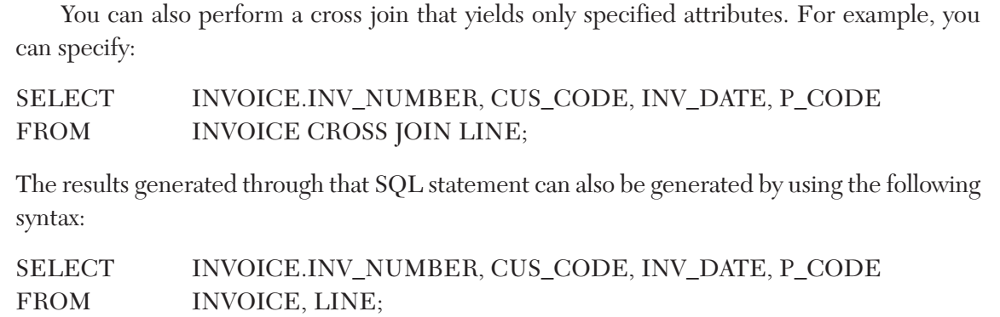 You can also perform a cross join that yields only specified attributes. For example, you
can specify:
SELECT INVOICE.INV_NUMBER, CUS_CODE, INV_DATE, P_CODE
FROM INVOICE CROSS JOIN LINE;
The results generated through that SQL statement can also be generated by using the following
syntax:
SELECT INVOICE.INV_NUMBER, CUS_CODE, INV_DATE, P_CODE
FROM INVOICE, LINE;